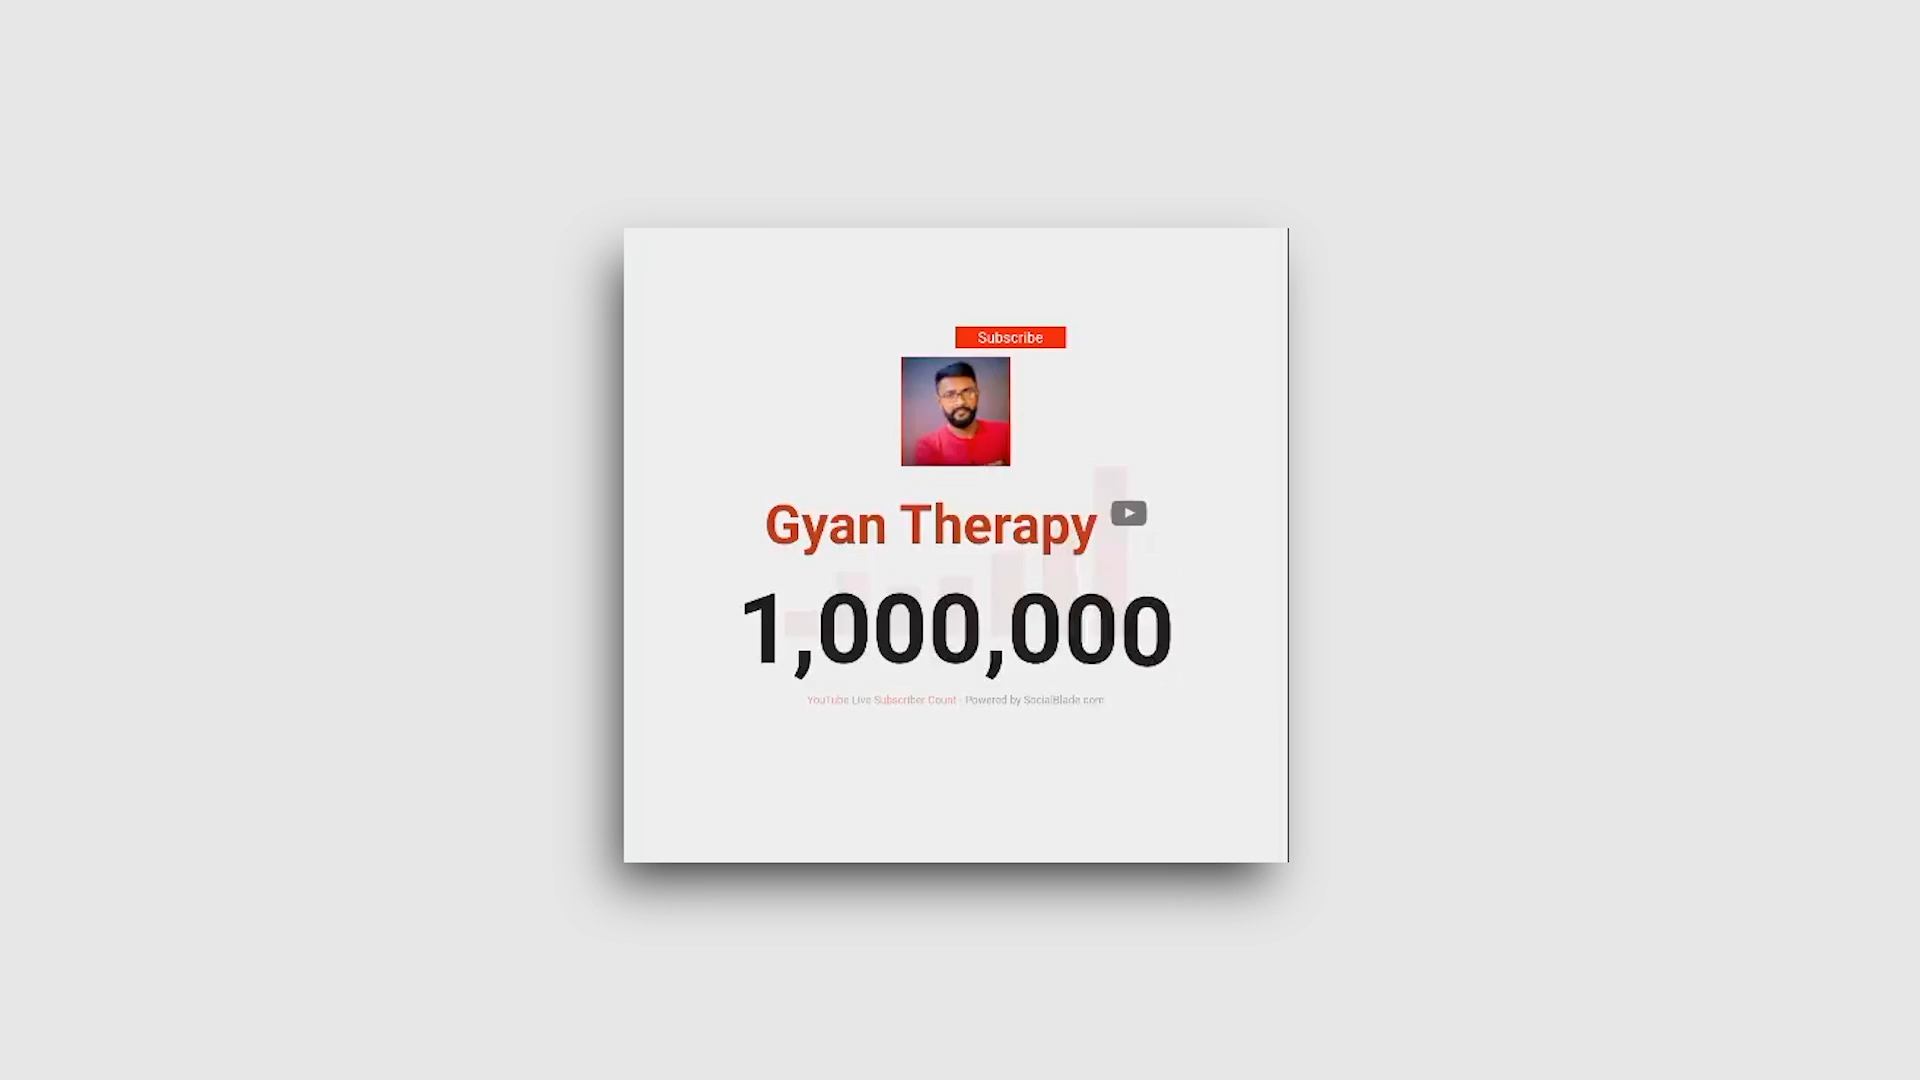 Subscribe
Gyan Therapy
1,000,000
YouTube Live Subscriber Count - Powered by SocialBlade.com